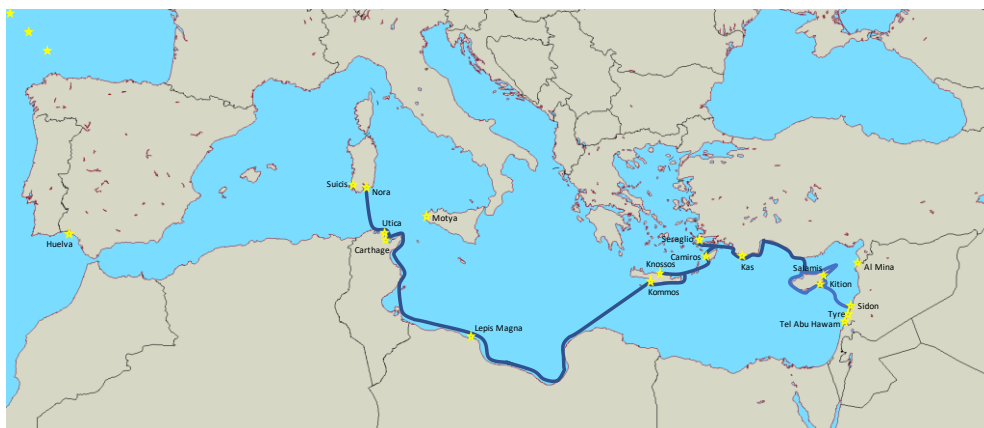 Suicis
Nora
Utica
Motya
Huelva
Carthage
Seraglio
Camiros
Knossos
Kas
Salamis
Al Mina
Kition
Kommos
Sidon
Tyre
Tel Abu Hawam
Lepis Magna